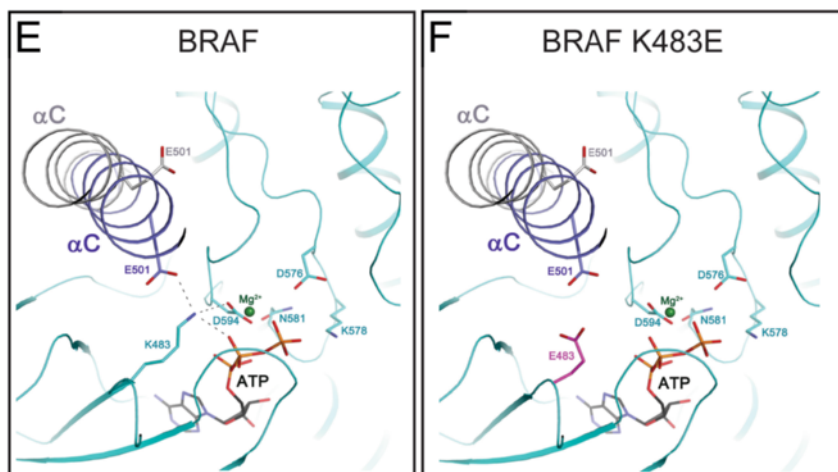 E BRAF
αC
E501
αC
E501
Mg²⁺
D576
D594
N581
K483
K578
ATP
F BRAF K483E
αC
E501
αC
E501
Mg²⁺
D576
D594
N581
K578
E483
ATP